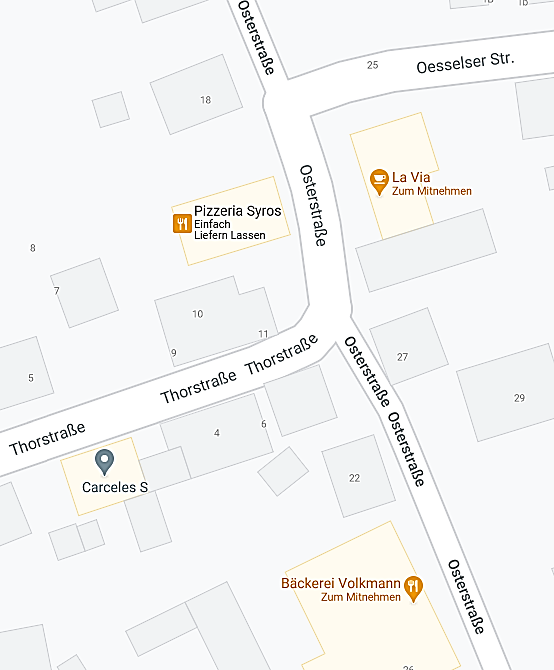 Osterstraße
1b
25
Oesselser Str.
18
Osterstraße
La Via
Zum Mitnehmen
Pizzeria Syros
Einfach
Liefern Lassen
8
7
10
11
9
Thorstraße
Thorstraße
Thorstraße
Osterstraße
Osterstraße
27
5
29
4
6
22
Carceles S
Bäckerei Volkmann
Zum Mitnehmen
Osterstraße